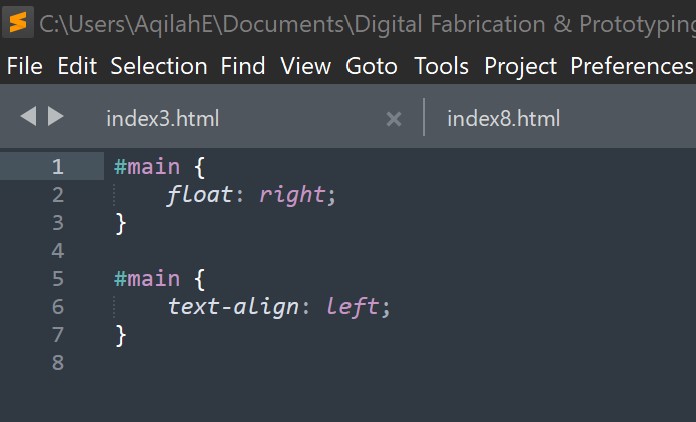 C:\Users\AqilahE\Documents\Digital Fabrication & Prototyping
File Edit Selection Find View Goto Tools Project Preferences
index3.html × index8.html
1 #main {
2 float: right;
3 }
4
5 #main {
6 text-align: left;
7 }
8